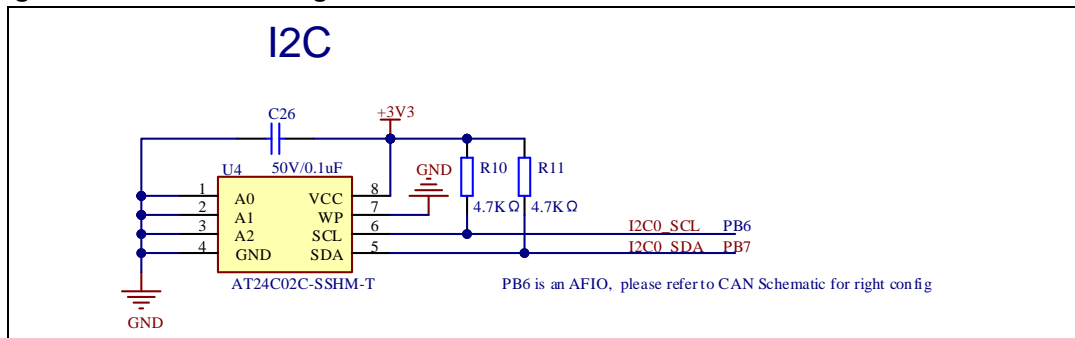 I2C
C26
+3V3
U4
50V/0.1uF
GND
R10
R11
1
A0
VCC
8
2
A1
WP
7
4.7KΩ
4.7KΩ
3
A2
SCL
6
I2C0_SCL
PB6
4
GND
SDA
5
I2C0_SDA
PB7
AT24C02C-SSHM-T
PB6 is an AFIO, please refer to CAN Schematic for right config
GND